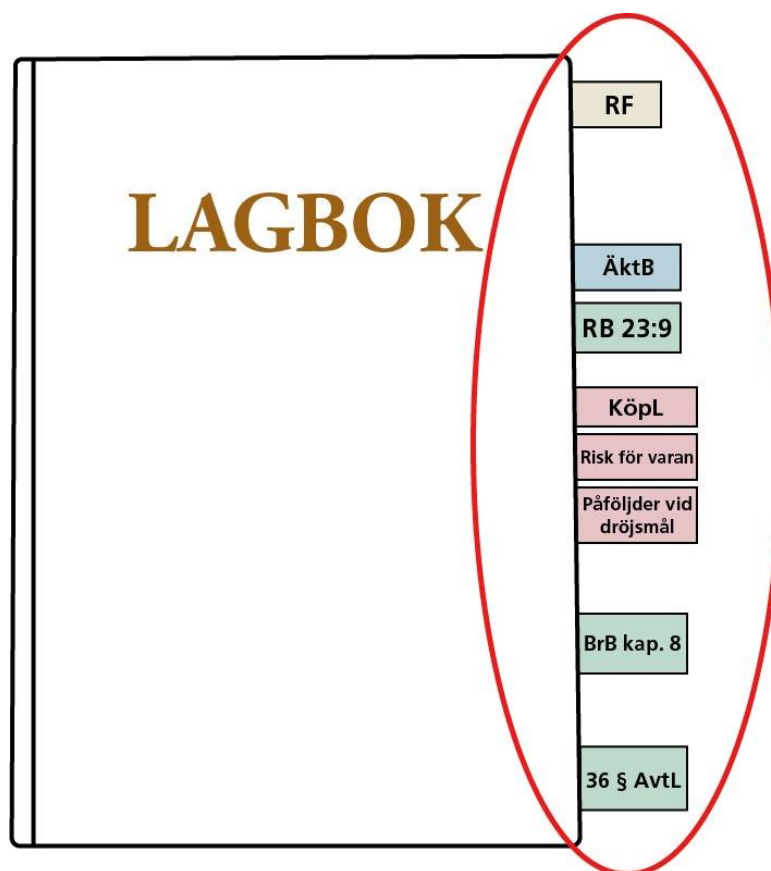 LAGBOK
RF
ÄktB
RB 23:9
KöpL
Risk för varan
Påföljder vid
dröjsmål
BrB kap. 8
36 § AvtL